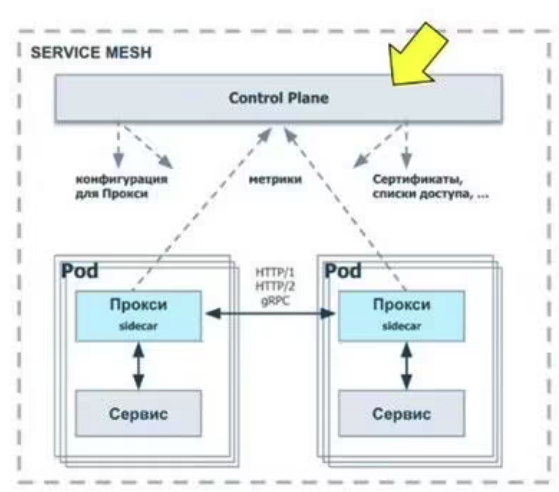 SERVICE MESH
Control Plane
конфигурация
для Прокси
метрики
Сертификаты,
списки доступа, ...
Pod
Прокси
sidecar
Сервис
HTTP/1
HTTP/2
gRPC
Pod
Прокси
sidecar
Сервис